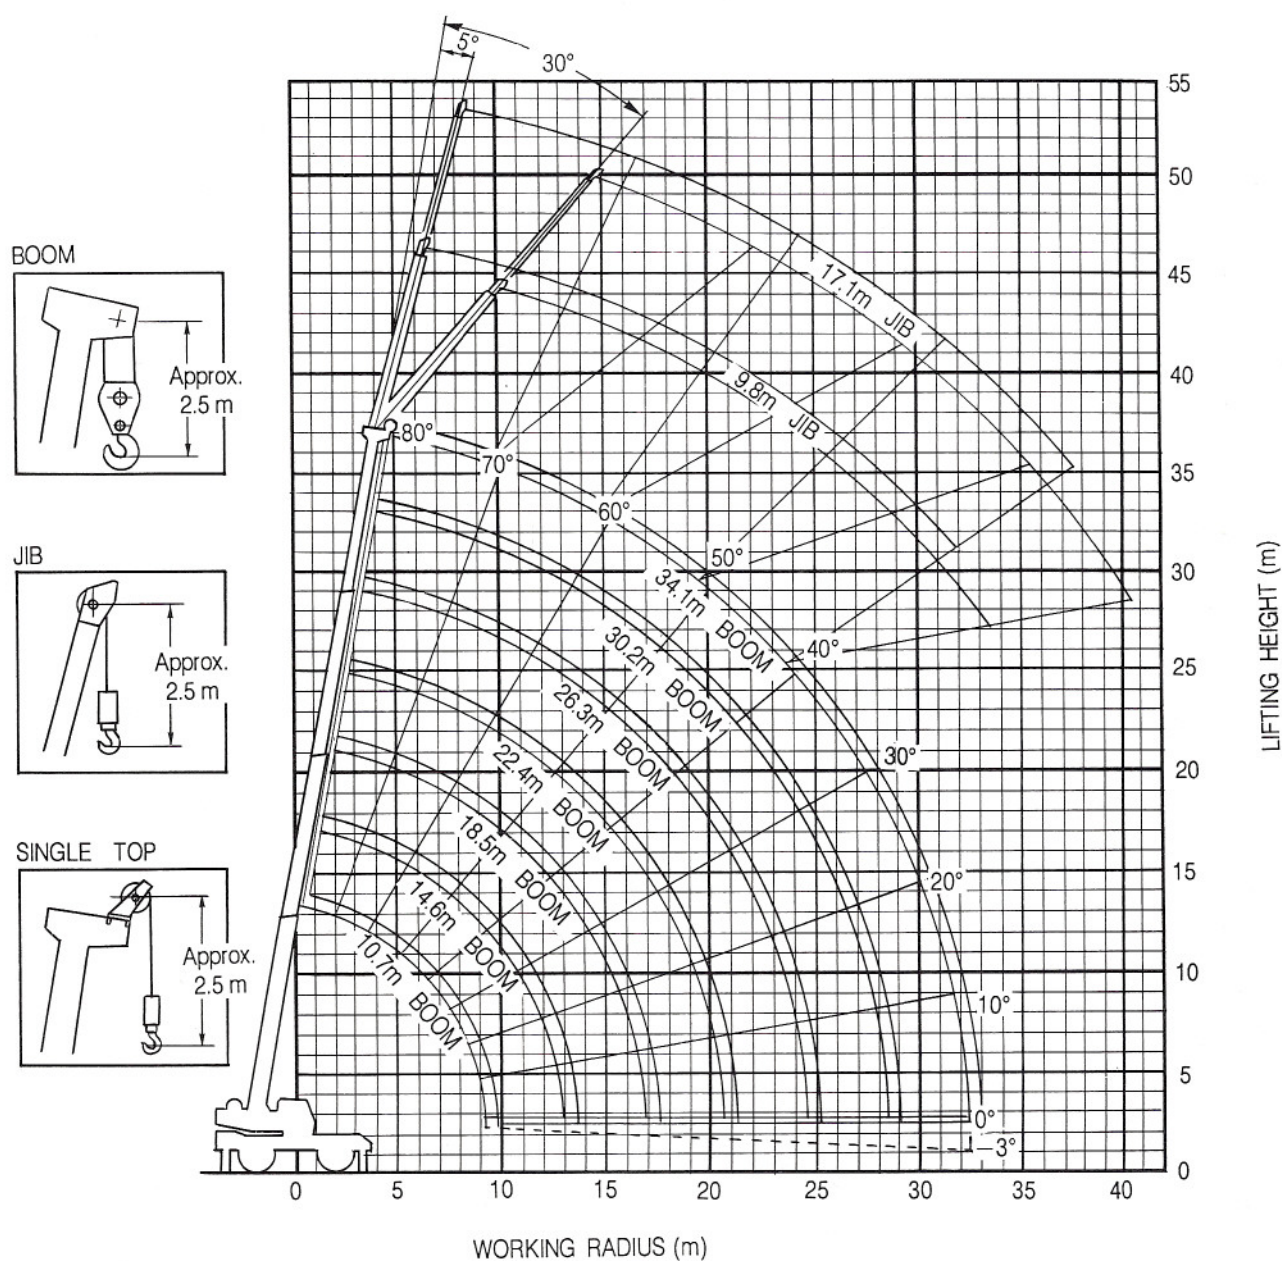 5°
30°
55
50
45
40
35
30
25
20
15
10
5
0
LIFTING HEIGHT (m)
BOOM
Approx.
2.5 m
JIB
Approx.
2.5 m
SINGLE TOP
Approx.
2.5 m
17.1m JIB
9.8m JIB
80°
70°
60°
50°
40°
30°
20°
10°
0°
-3°
34.1m BOOM
30.2m BOOM
26.3m BOOM
22.4m BOOM
18.5m BOOM
14.6m BOOM
10.7m BOOM
0 5 10 15 20 25 30 35 40
WORKING RADIUS (m)